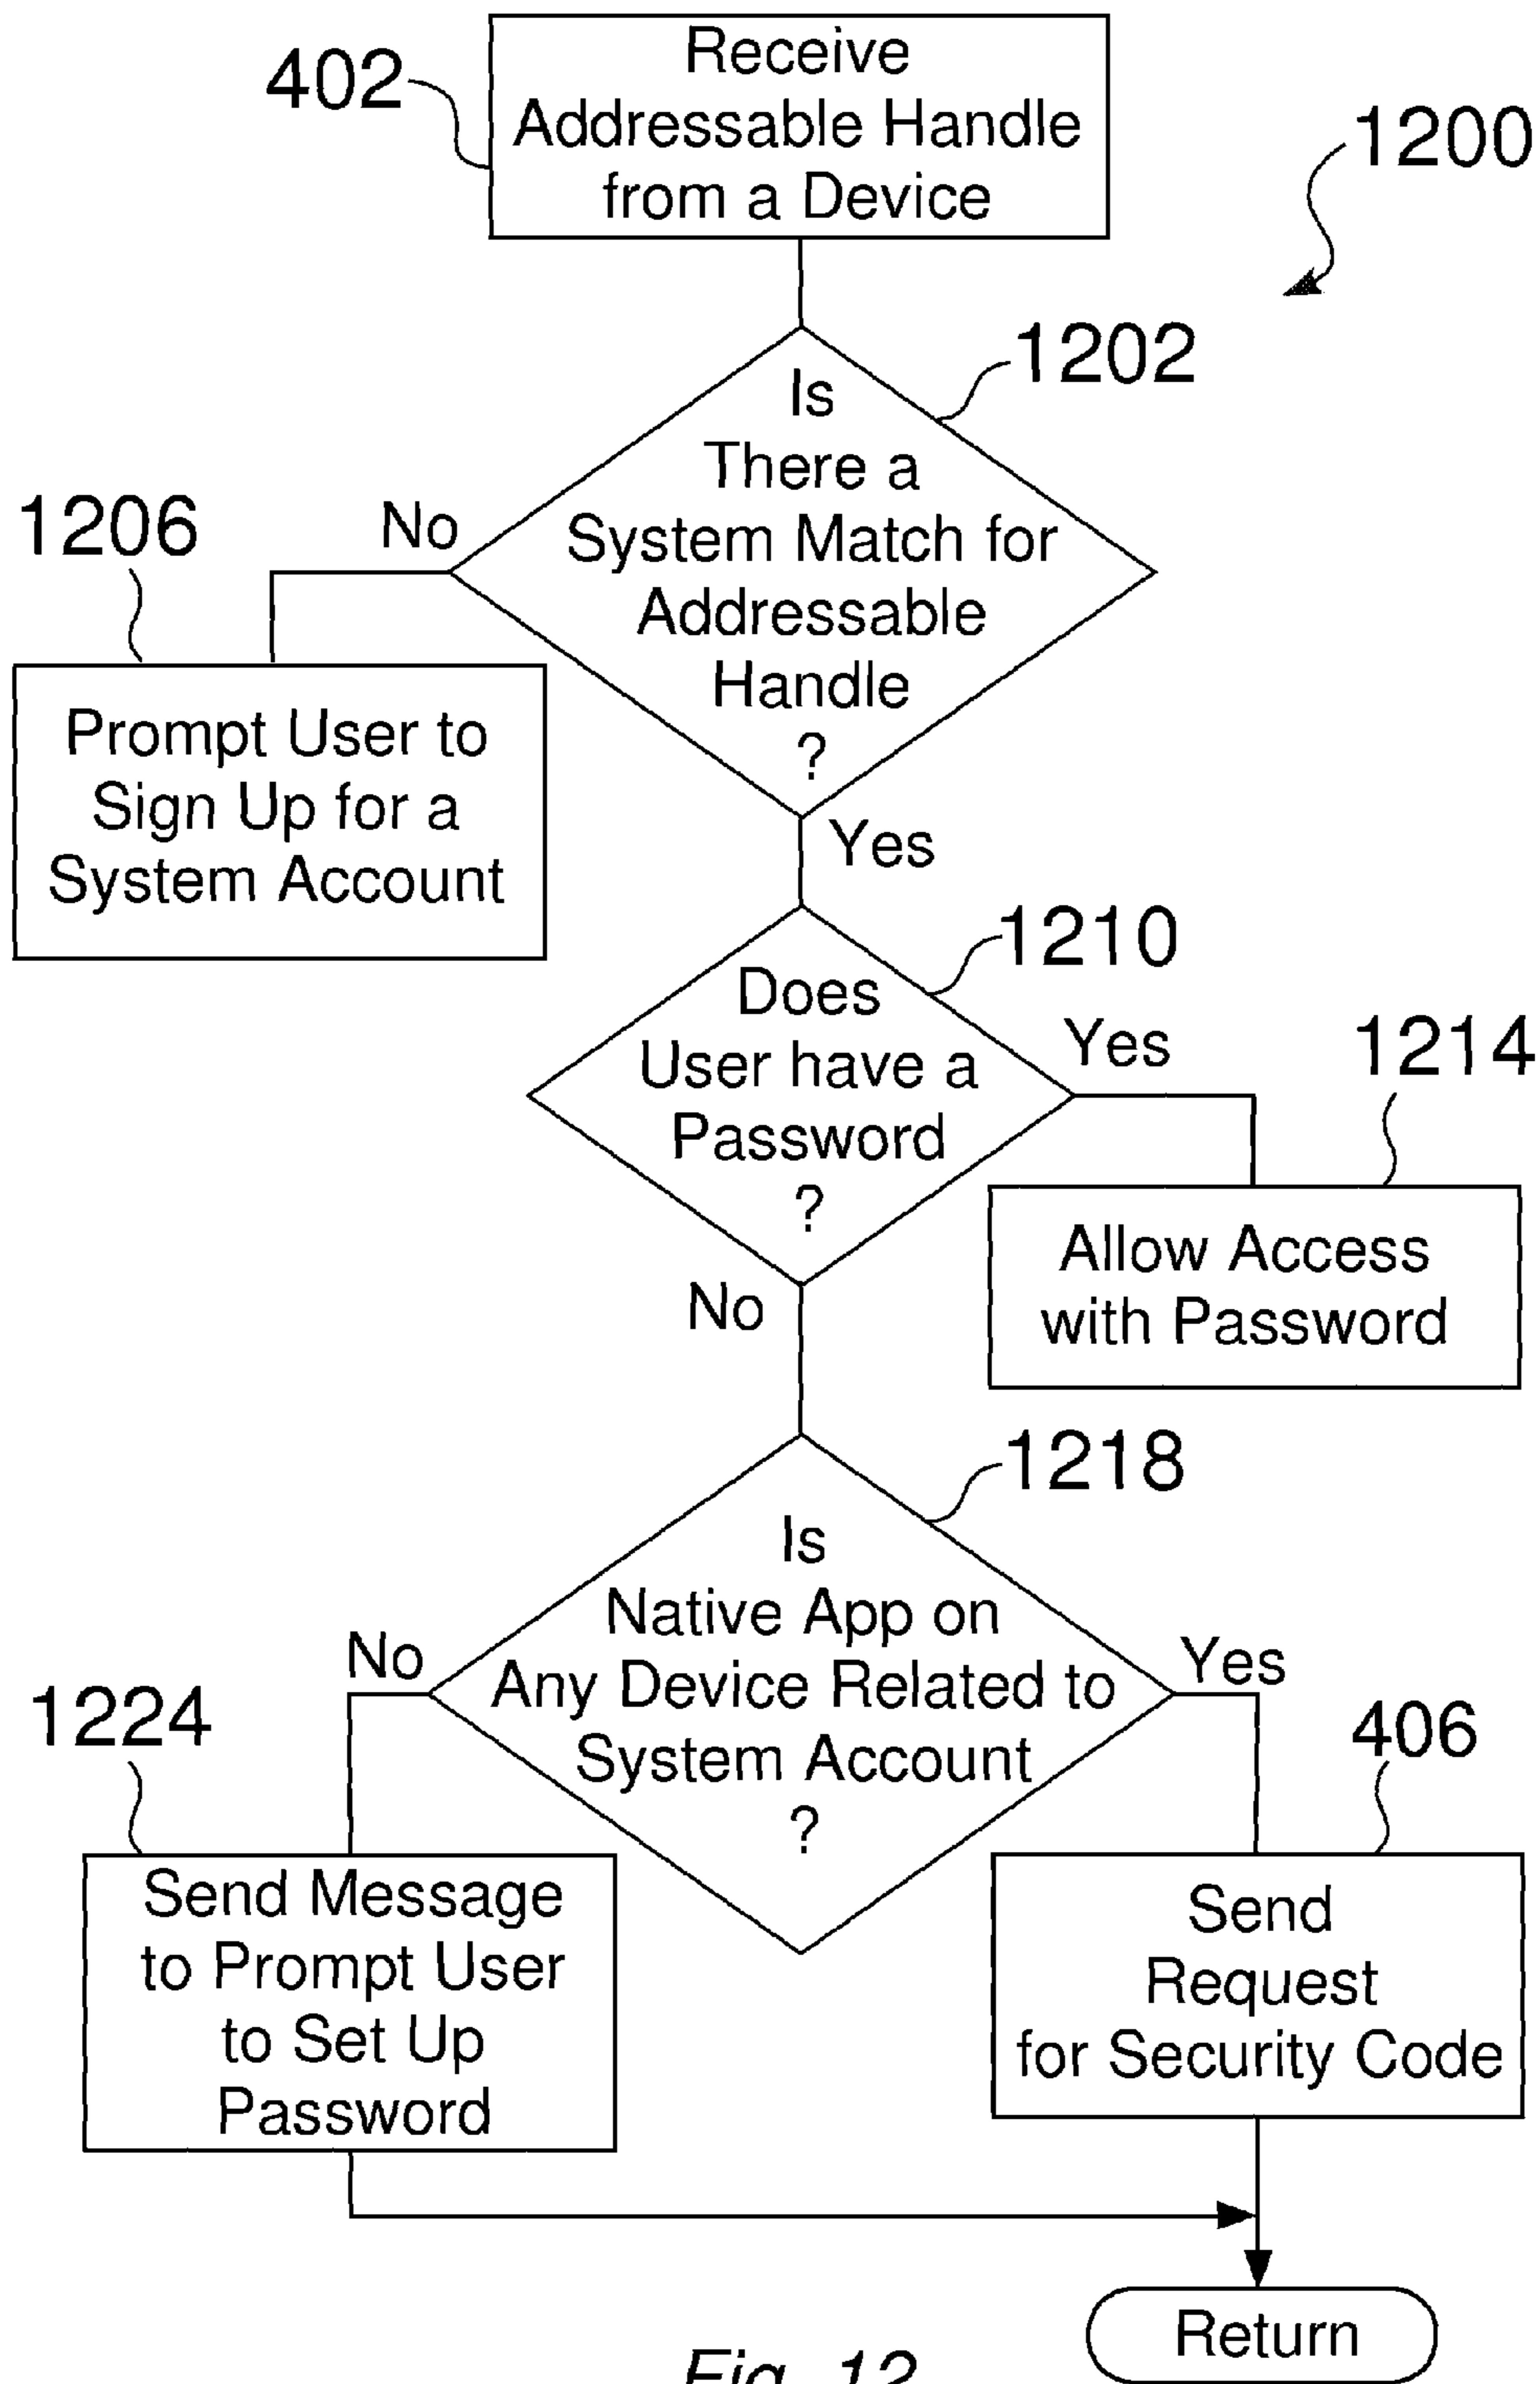 Receive
Addressable Handle
from a Device
402
1200
1202
Is
There a
System Match for
Addressable
Handle
?
No
1206
Prompt User to
Sign Up for a
System Account
Yes
1210
Does
User have a
Password
?
Yes
1214
Allow Access
with Password
No
1218
Is
Native App on
Any Device Related to
System Account
?
No
1224
Send Message
to Prompt User
to Set Up
Password
Yes
406
Send
Request
for Security Code
Return
Fig. 12